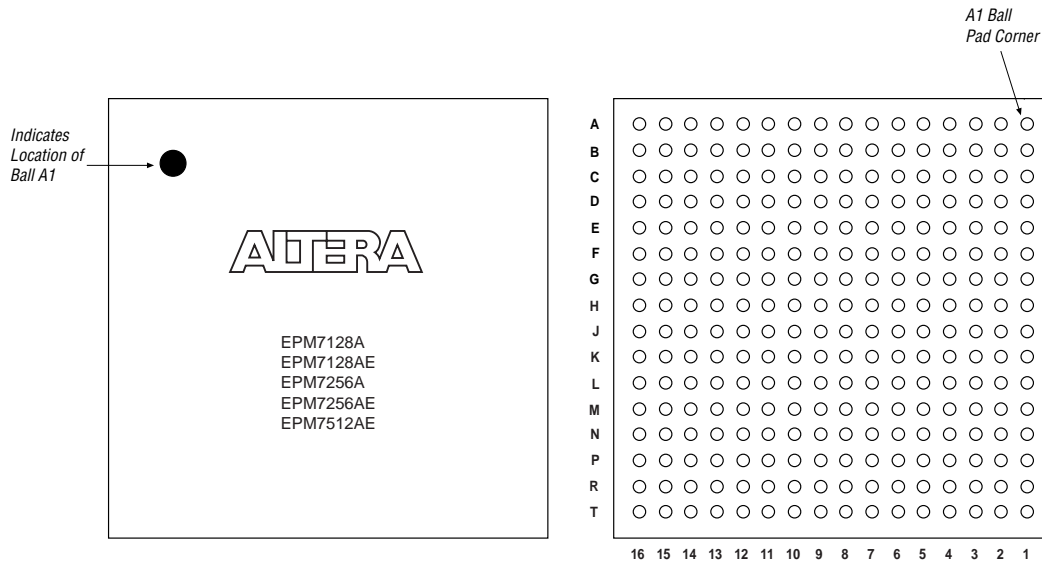 A1 Ball
Pad Corner
Indicates
Location of
Ball A1
ALTERA
EPM7128A
EPM7128AE
EPM7256A
EPM7256AE
EPM7512AE
A
B
C
D
E
F
G
H
J
K
L
M
N
P
R
T
16 15 14 13 12 11 10 9 8 7 6 5 4 3 2 1